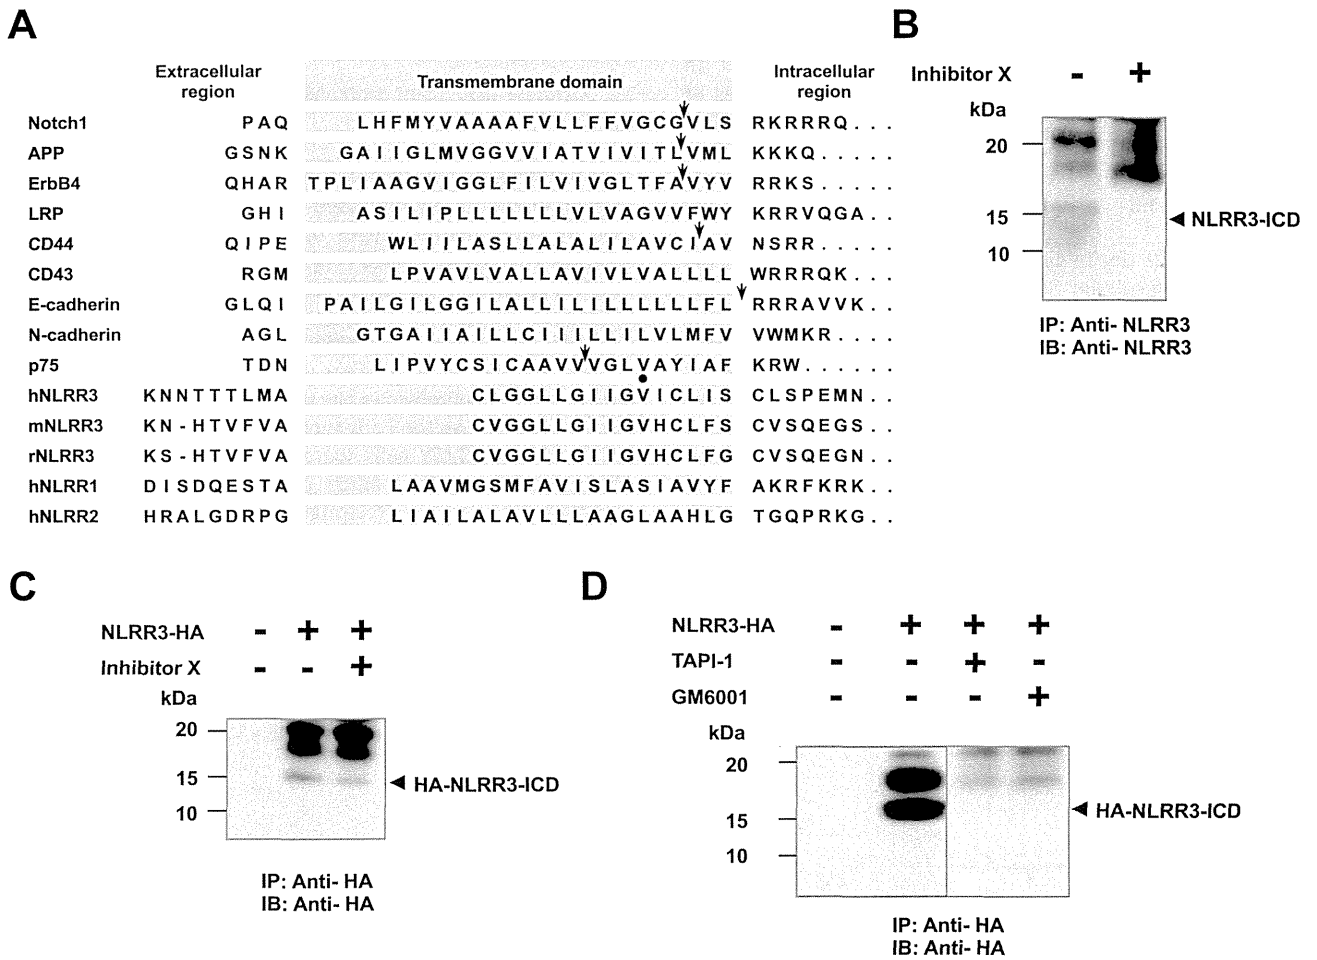 A
Extracellular region
Transmembrane domain
Intracellular region
Notch1 PAQ LHFMYVAAAAFVLLFFVGCGVLS RKRRRQ...
APP GSNK GAIIGLMVGGVVIATVIVITLVML KKKQ.....
ErbB4 QHAR TPLIAAGVIGGLFILVIVGLTFAVYV RRKS.....
LRP GHI ASILIPLLLLLLLVLVAGVVFWY KRRVQGA..
CD44 QIPE WLIILASLLALALILAVCIAV NSRR.....
CD43 RGM LPVAVLVALLAVIVLVALLLL WRRRQK...
E-cadherin GLQI PAILGILGGILALLILILLLLLLFL RRRAVVK..
N-cadherin AGL GTGAIIAILLCIIILLILVLMFV VWMKR....
p75 TDN LIPVYCSICAAVVVGLVAYIAF KRW......
hNLRR3 KNNTTTLMA CLGGLLGIIGVICLIS CLSPEMN..
mNLRR3 KN-HTVFVA CVGGLLGIIGVHCLFS CVSQEGS..
rNLRR3 KS-HTVFVA CVGGLLGIIGVHCLFG CVSQEGN..
hNLRR1 DISDQESTA LAAVMGSMFAVISLASIAVYF AKRFKRK..
hNLRR2 HRALGDRPG LIAILALAVLLLAAGLAAHLG TGQPRKG..
B
Inhibitor X - +
kDa
20
15
10
NLRR3-ICD
IP: Anti- NLRR3
IB: Anti- NLRR3
C
NLRR3-HA - + +
Inhibitor X - - +
kDa
20
15
10
HA-NLRR3-ICD
IP: Anti- HA
IB: Anti- HA
D
NLRR3-HA - + + +
TAPI-1 - - + -
GM6001 - - - +
kDa
20
15
10
HA-NLRR3-ICD
IP: Anti- HA
IB: Anti- HA